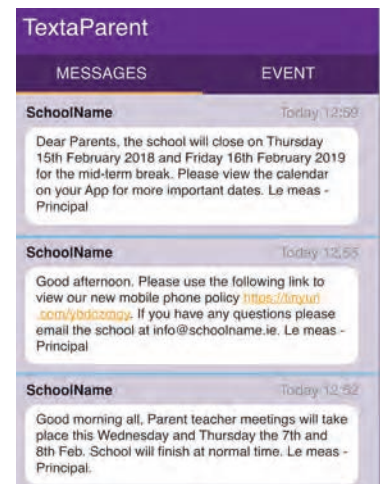 TextaParent
MESSAGES EVENT
SchoolName Today 12:59
Dear Parents, the school will close on Thursday
15th February 2018 and Friday 16th February 2019
for the mid-term break. Please view the calendar
on your App for more important dates. Le meas -
Principal
SchoolName Today 12:55
Good afternoon. Please use the following link to
view our new mobile phone policy https://tinyurl
. If you have any questions please
email the school at info@schoolname.ie. Le meas -
Principal
SchoolName Today 12:52
Good morning all, Parent teacher meetings will take
place this Wednesday and Thursday the 7th and
8th Feb. School will finish at normal time. Le meas -
Principal.